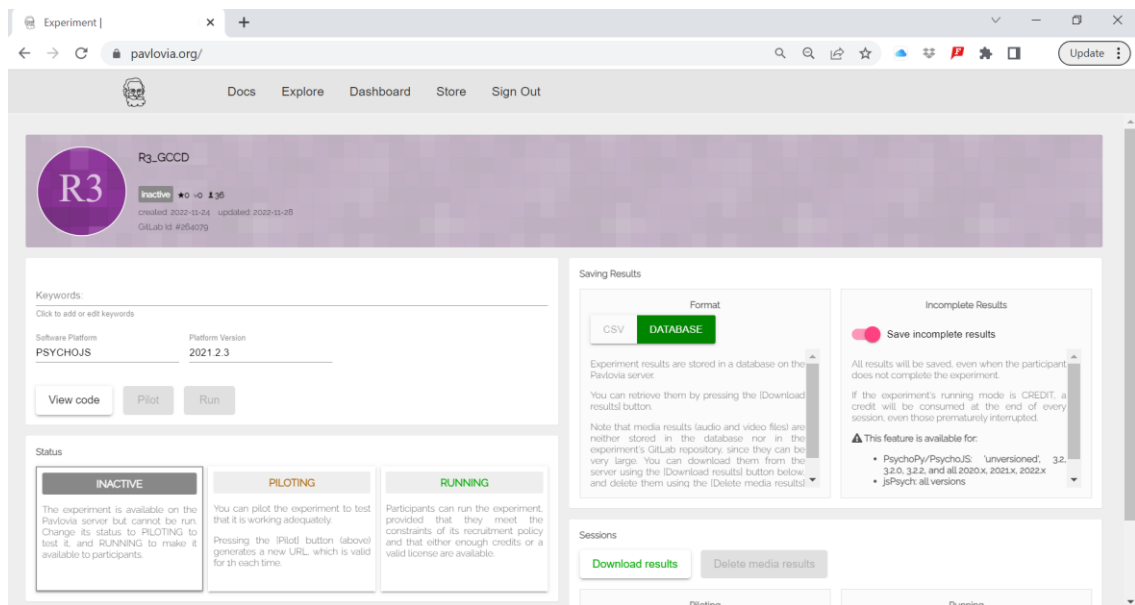 Experiment |
pavlovia.org/
Update
Docs Explore Dashboard Store Sign Out
R3
R3_GCCD
inactive ★0 0 36
created: 2022-11-24 updated: 2022-11-28
GitLab Id: #264079
Keywords:
Click to add or edit keywords
Software Platform Platform Version
PSYCHOJS 2021.2.3
View code Pilot Run
Status
INACTIVE
The experiment is available on the
Pavlovia server but cannot be run.
Change its status to PILOTING to
test it, and RUNNING to make it
available to participants.
PILOTING
You can pilot the experiment to test
that it is working adequately.
Pressing the [Pilot] button (above)
generates a new URL, which is valid
for 1h each time.
RUNNING
Participants can run the experiment,
provided that they meet the
constraints of its recruitment policy
and that either enough credits or a
valid license are available.
Saving Results
Format
CSV DATABASE
Experiment results are stored in a database on the
Pavlovia server.
You can retrieve them by pressing the [Download
results] button.
Note that media results (audio and video files) are
neither stored in the database nor in the
experiment's GitLab repository, since they can be
very large. You can download them from the
server using the [Download results] button below,
and delete them using the [Delete media results]
Incomplete Results
Save incomplete results
All results will be saved, even when the participant
does not complete the experiment.
If the experiment's running mode is CREDIT, a
credit will be consumed at the end of every
session, even those prematurely interrupted.
This feature is available for:
• PsychoPy/PsychoJS: 'unversioned', 3.2,
3.2.0, 3.2.2, and all 2020.x, 2021.x, 2022.x
• jsPsych: all versions
Sessions
Download results Delete media results
Piloting Running